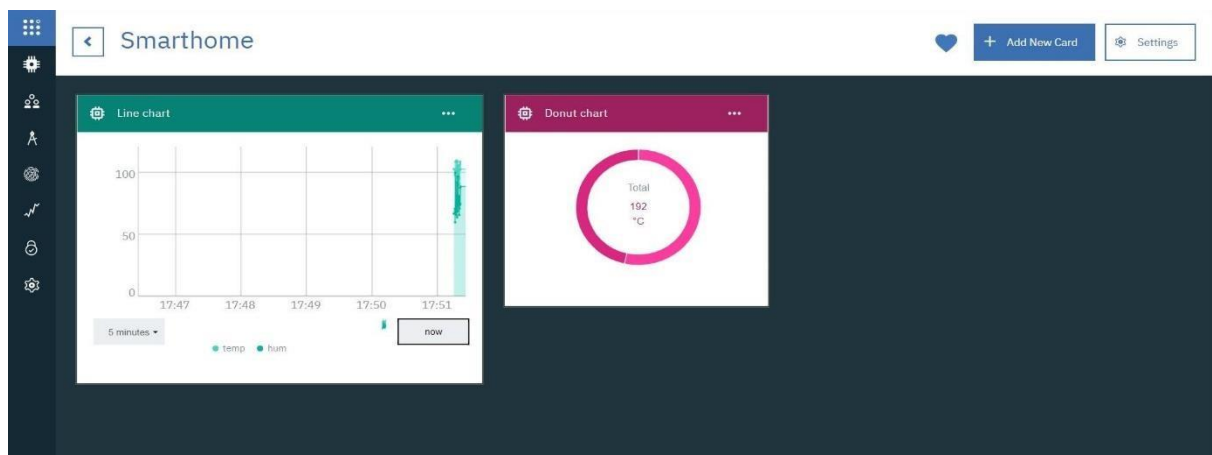 Smarthome
+ Add New Card
Settings
Line chart
...
Donut chart
...
100
50
0
17:47 17:48 17:49 17:50 17:51
5 minutes
now
temp hum
Total
192
°C